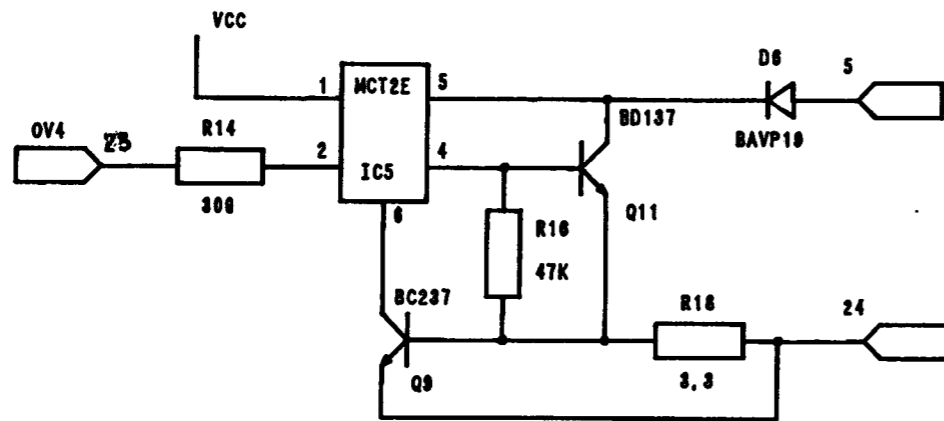 VCC
D6
5
1
MCT2E
5
BD137
BAVP19
0V4
25
R14
2
4
IC5
300
6
Q11
R16
47K
BC237
R18
24
Q9
3,3